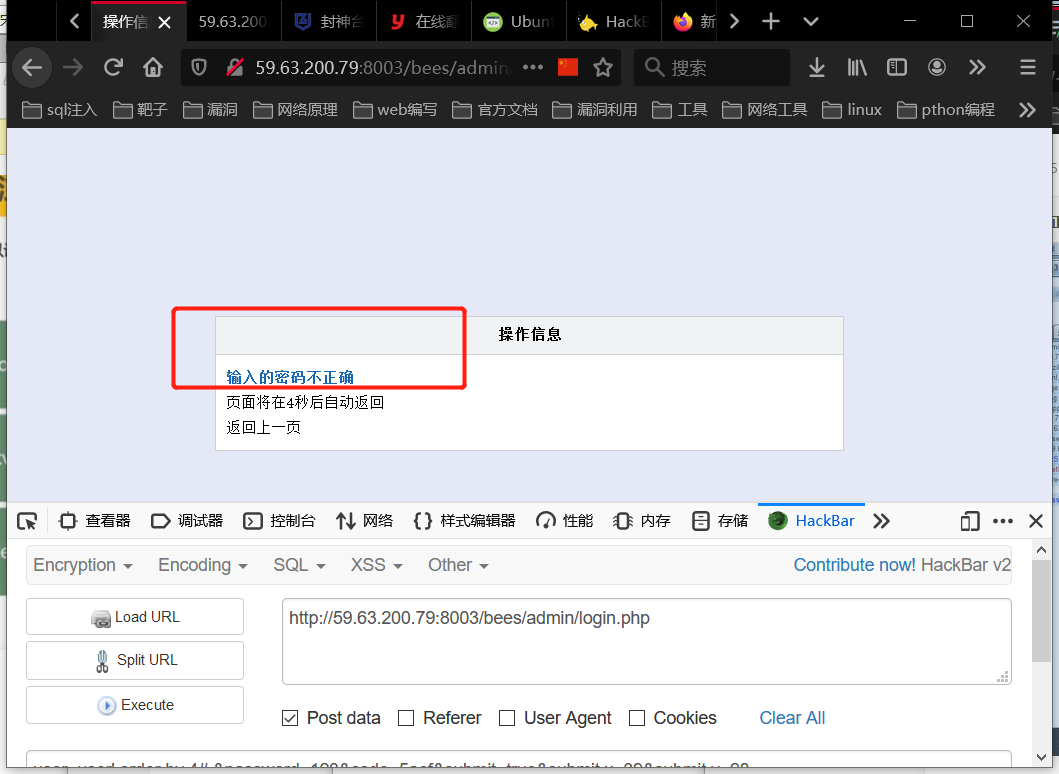 操作信息
59.63.200
封神台
在线翻
Ubunt
HackB
新
59.63.200.79:8003/bees/admin/
搜索
sql注入 靶子 漏洞 网络原理 web编写 官方文档 漏洞利用 工具 网络工具 linux pthon编程
操作信息
输入的密码不正确
页面将在4秒后自动返回
返回上一页
查看器 调试器 控制台 网络 样式编辑器 性能 内存 存储 HackBar
Encryption Encoding SQL XSS Other Contribute now! HackBar v2
Load URL
http://59.63.200.79:8003/bees/admin/login.php
Split URL
Execute
Post data Referer User Agent Cookies Clear All